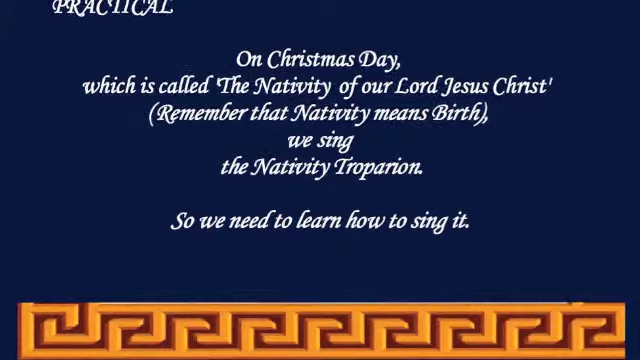 PRACTICAL
On Christmas Day,
which is called 'The Nativity of our Lord Jesus Christ'
(Remember that Nativity means Birth),
we sing
the Nativity Troparion.
So we need to learn how to sing it.